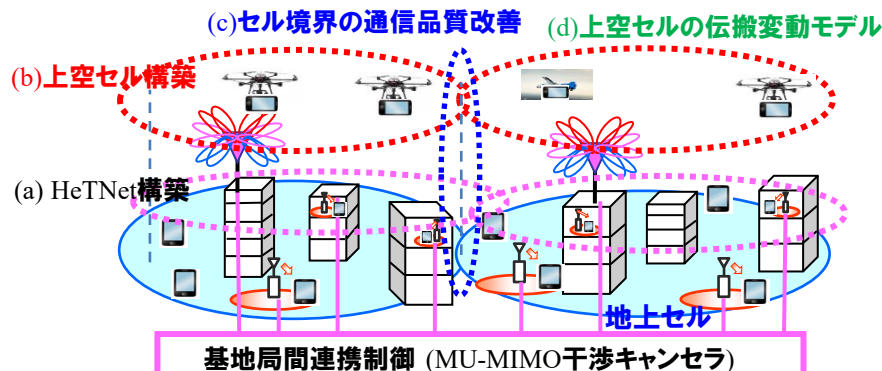 (c)セル境界の通信品質改善
(d)上空セルの伝搬変動モデル
(b)上空セル構築
(a) HeTNet構築
地上セル
基地局間連携制御 (MU-MIMO干渉キャンセラ)